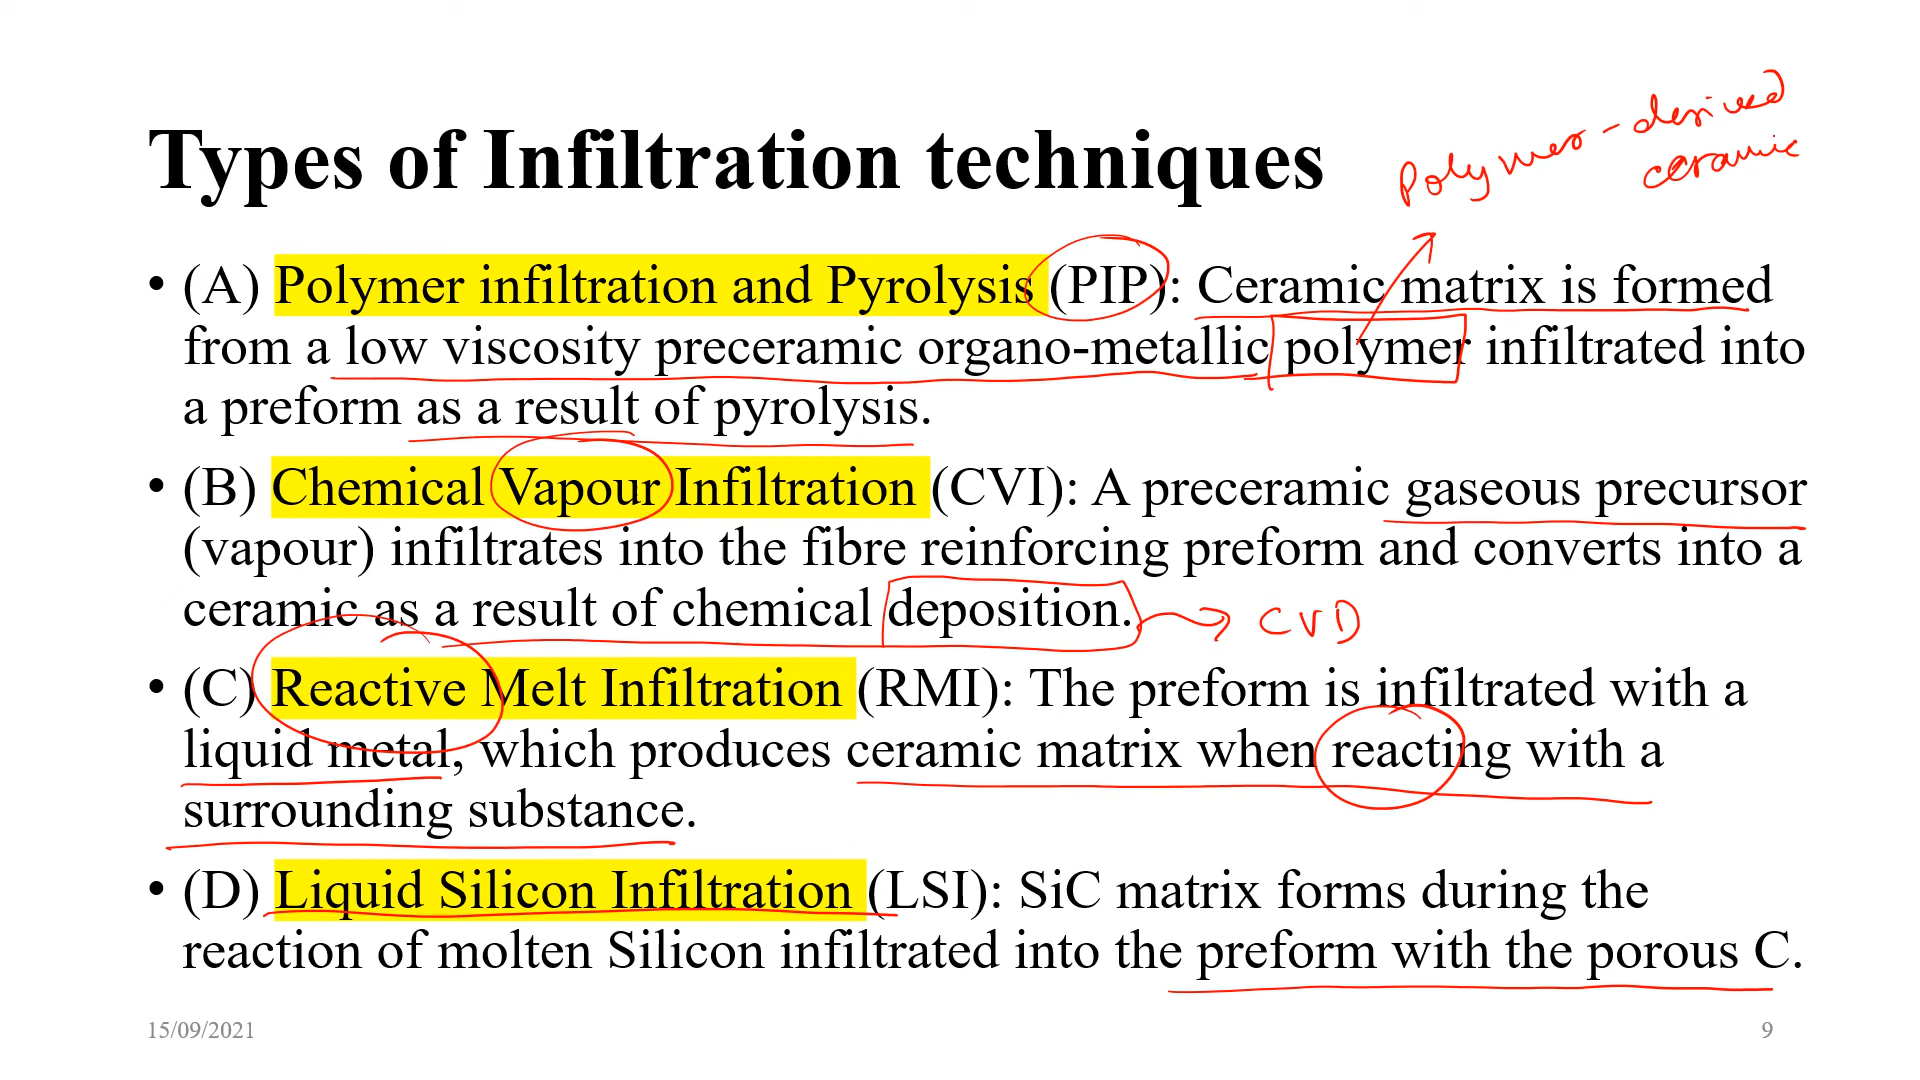 Types of Infiltration techniques
Polymer-derived
ceramic
• (A) Polymer infiltration and Pyrolysis (PIP): Ceramic matrix is formed
from a low viscosity preceramic organo-metallic polymer infiltrated into
a preform as a result of pyrolysis.
• (B) Chemical Vapour Infiltration (CVI): A preceramic gaseous precursor
(vapour) infiltrates into the fibre reinforcing preform and converts into a
ceramic as a result of chemical deposition.
CVD
• (C) Reactive Melt Infiltration (RMI): The preform is infiltrated with a
liquid metal, which produces ceramic matrix when reacting with a
surrounding substance.
• (D) Liquid Silicon Infiltration (LSI): SiC matrix forms during the
reaction of molten Silicon infiltrated into the preform with the porous C.
15/09/2021
9